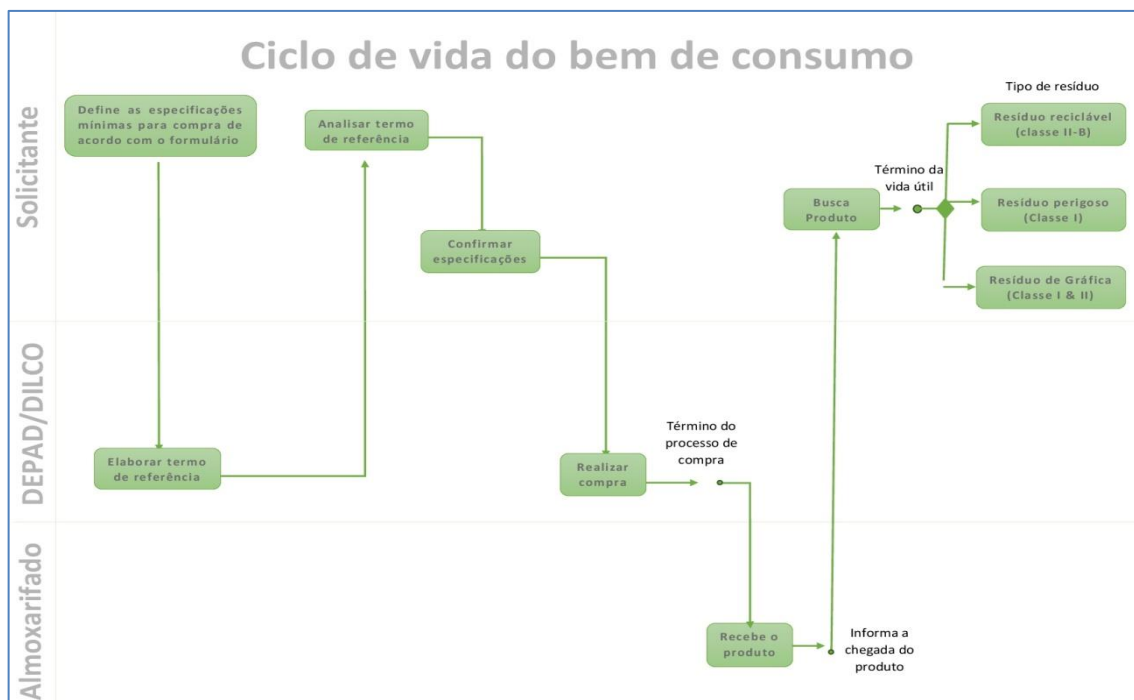 Ciclo de vida do bem de consumo
Solicitante
Define as especificações
mínimas para compra de
acordo com o formulário
Analisar termo
de referência
Confirmar
especificações
Busca
Produto
Término da
vida útil
Tipo de resíduo
Resíduo reciclável
(classe II-B)
Resíduo perigoso
(Classe I)
Resíduo de Gráfica
(Classe I & II)
DEPAD/DILCO
Elaborar termo
de referência
Realizar
compra
Término do
processo de
compra
Almoxarifado
Recebe o
produto
Informa a
chegada do
produto